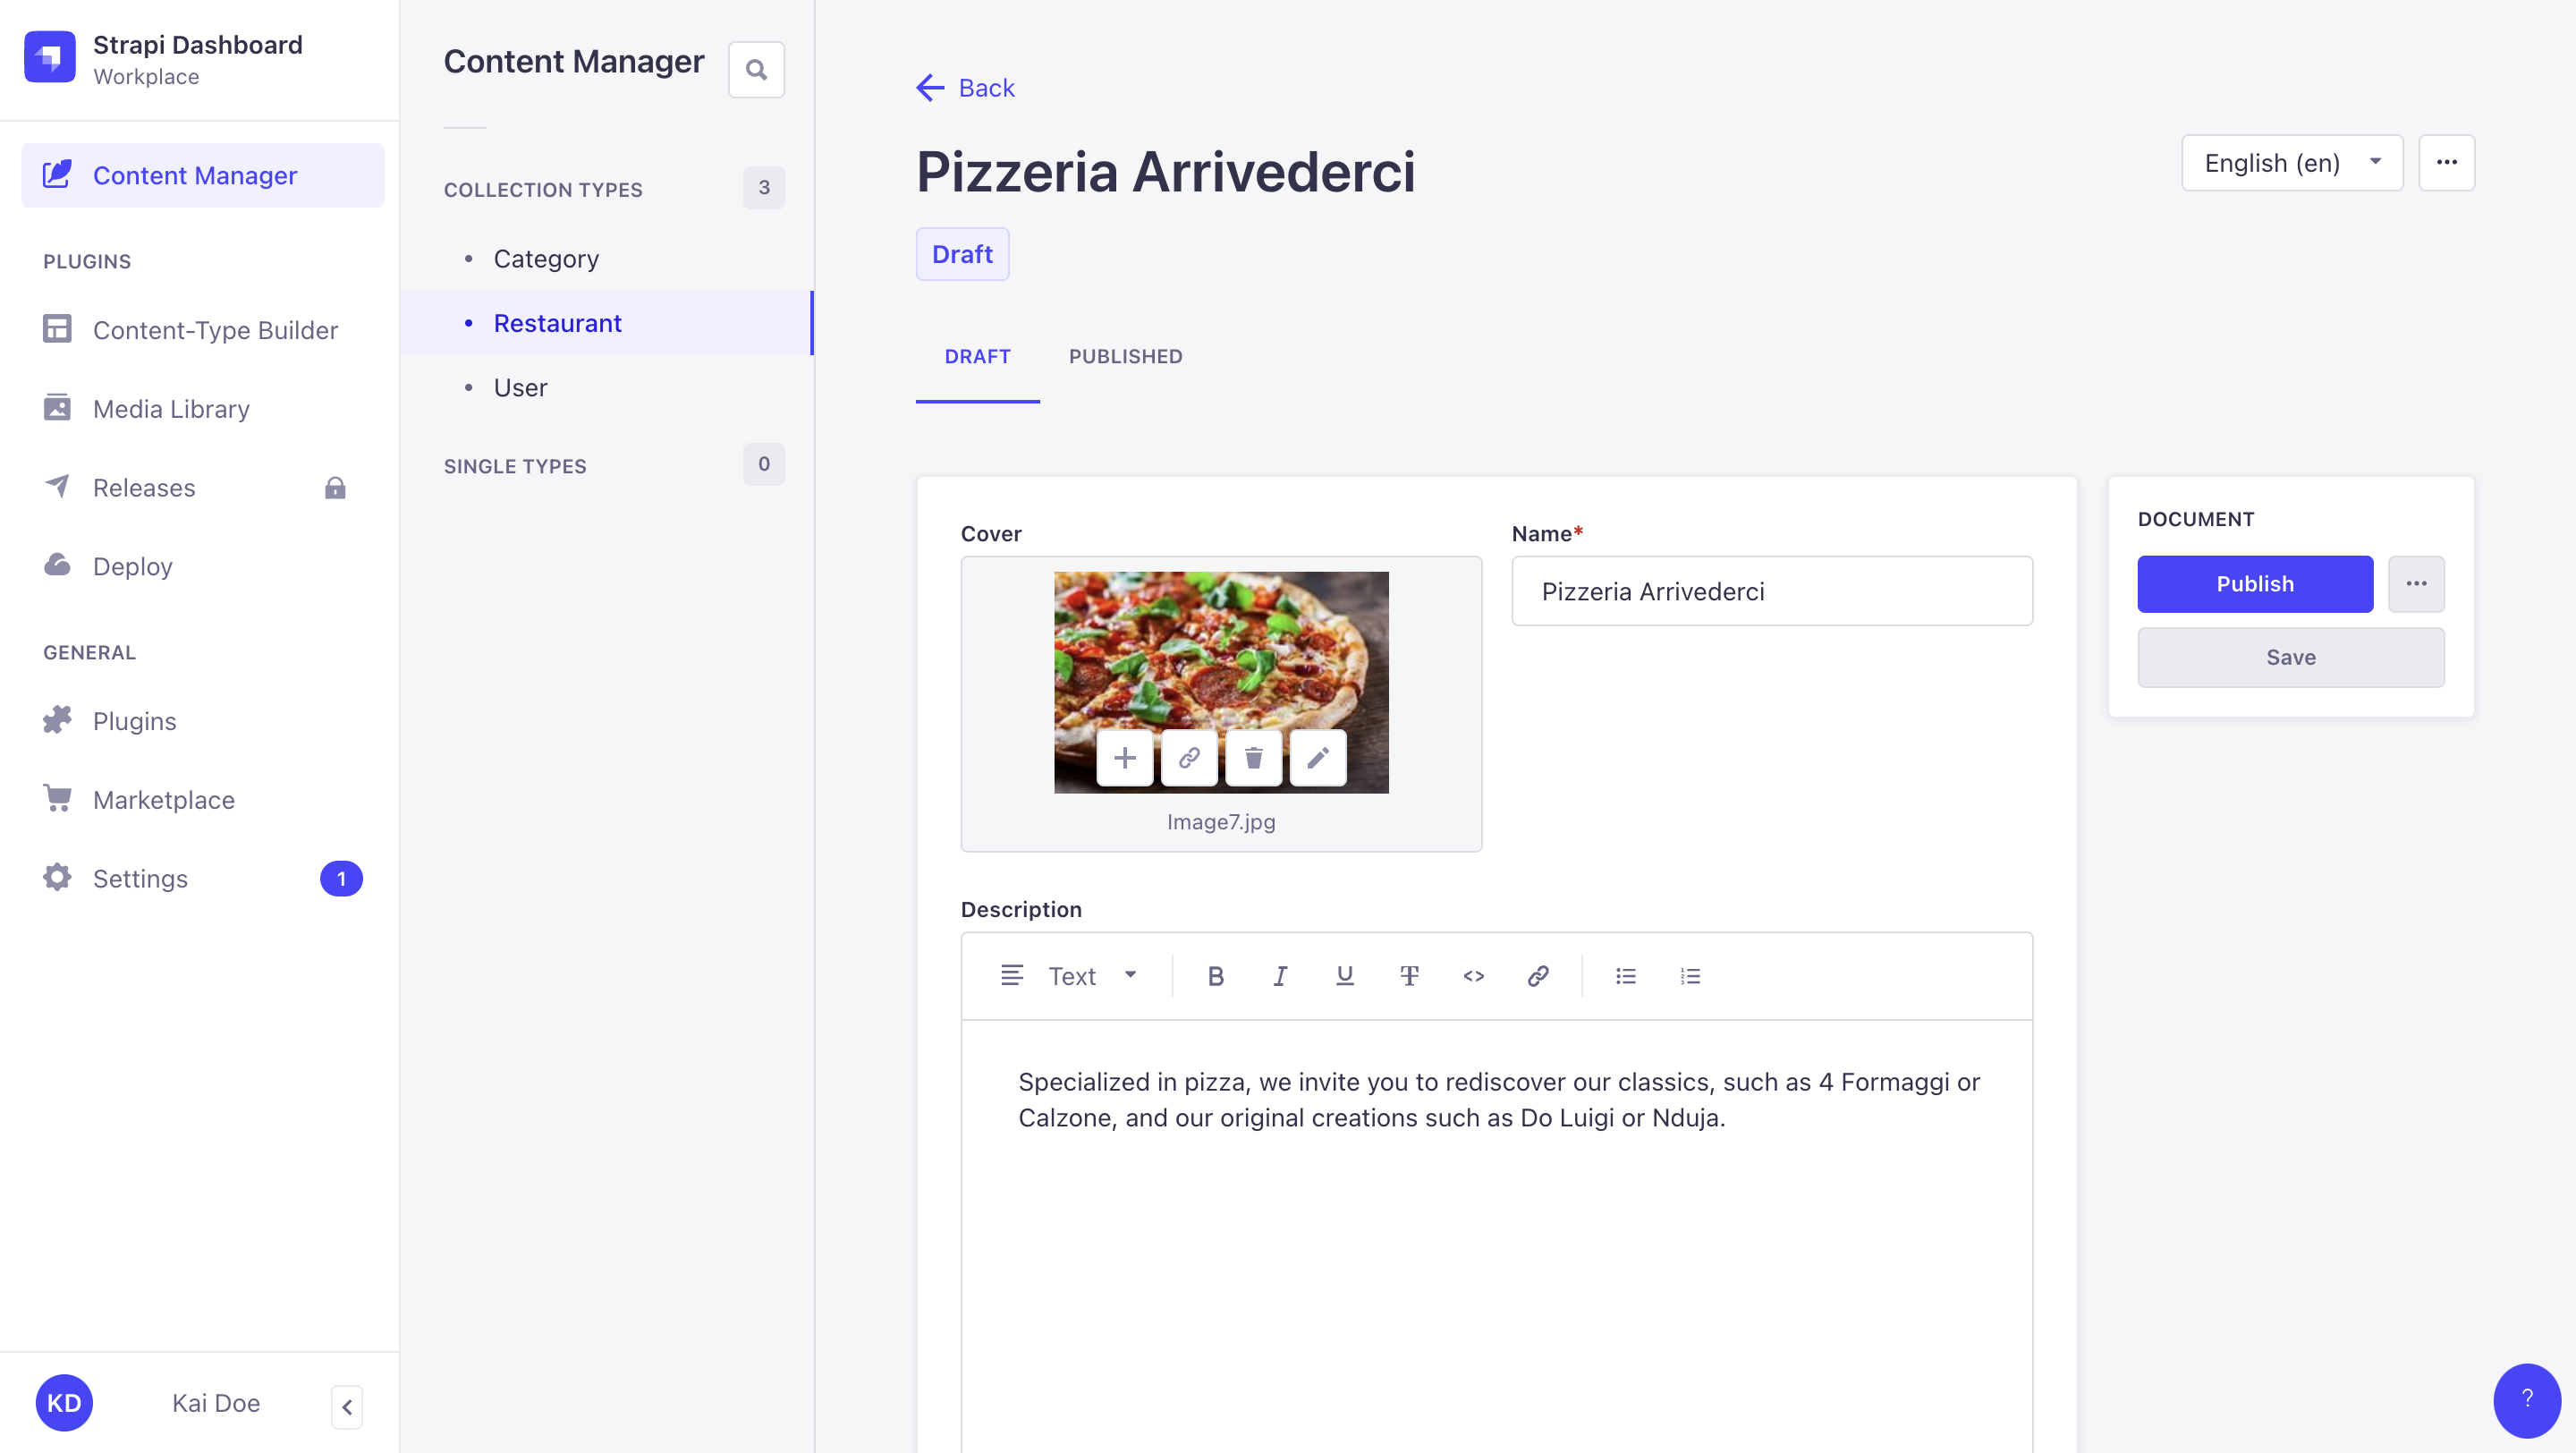 Strapi Dashboard
Workplace
Content Manager
PLUGINS
Content-Type Builder
Media Library
Releases
Deploy
GENERAL
Plugins
Marketplace
Settings
1
KD
Kai Doe
Content Manager
COLLECTION TYPES
3
Category
Restaurant
User
SINGLE TYPES
0
Back
Pizzeria Arrivederci
English (en)
Draft
DRAFT
PUBLISHED
Cover
Image7.jpg
Name*
Pizzeria Arrivederci
Description
Text
Specialized in pizza, we invite you to rediscover our classics, such as 4 Formaggi or
Calzone, and our original creations such as Do Luigi or Nduja.
DOCUMENT
Publish
Save
?